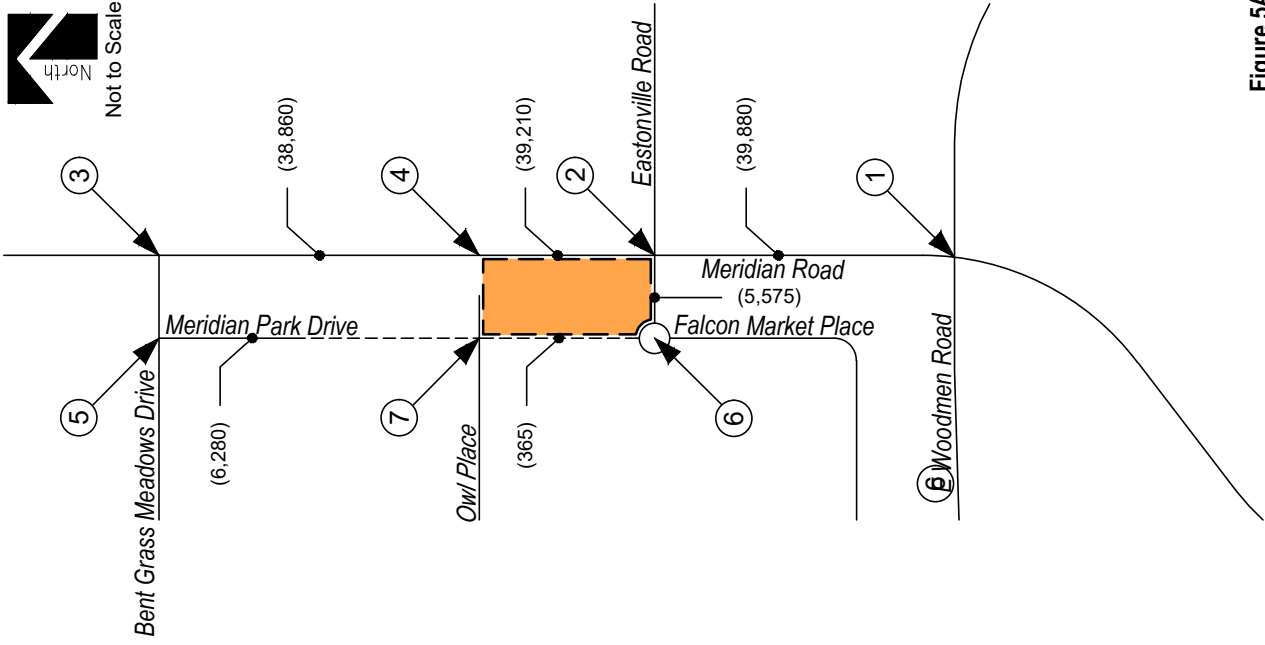 North
Not to Scale
3
(38,860)
4
(39,210)
2
Eastonville Road
(39,880)
1
Meridian Road
(5,575)
Meridian Park Drive
Falcon Market Place
5
Bent Grass Meadows Drive
(6,280)
7
Owl Place
(365)
6
E Woodmen Road
Figure 5A